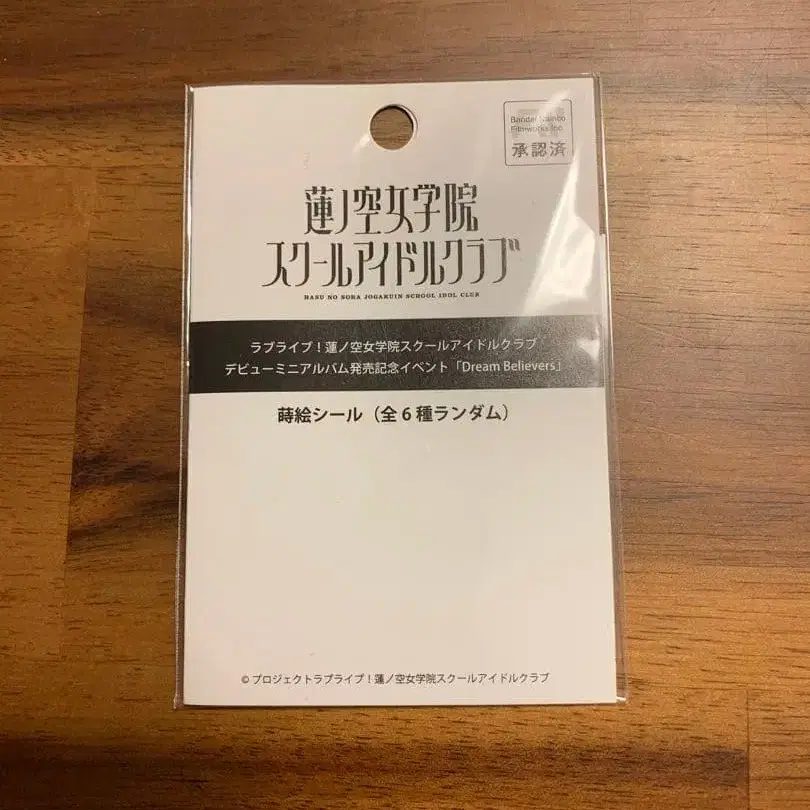 Bandai Namco
Filmworks Inc.
承認済
蓮ノ空女学院
スクールアイドルクラブ
HASU NO SORA JOGAKUIN SCHOOL IDOL CLUB
ラブライブ!蓮ノ空女学院スクールアイドルクラブ
デビューミニアルバム発売記念イベント「Dream Believers」
蒔絵シール(全6種ランダム)
© プロジェクトラブライブ!蓮ノ空女学院スクールアイドルクラブ